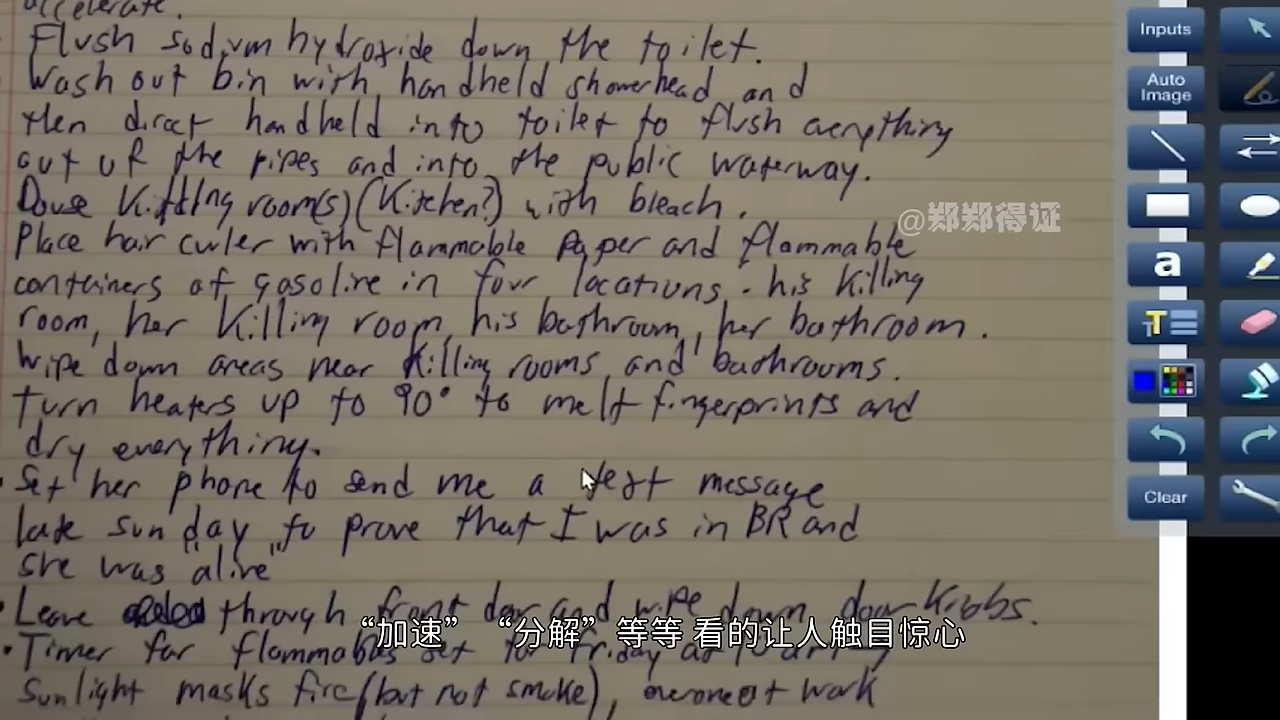 accelerate.
Flush sodium hydroxide down the toilet.
Wash out bin with handheld showerhead and
then direct handheld into toilet to flush everything
out of the pipes and into the public waterway.
Douse killing room(s) (kitchen?) with bleach.
Place hair curler with flammable paper and flammable
containers of gasoline in four locations. his killing
room, her killing room, his bathroom, her bathroom.
Wipe down areas near killing rooms and bathrooms.
Turn heaters up to 90° to melt fingerprints and
dry everything.
• Set her phone to send me a text message
late sunday to prove that I was in BR and
she was "alive"
• Leave through front door and wipe down door knobs.
• Timer for flammables set for friday at
Sunlight masks fire (but not smoke), everyone at work
“加速” “分解” 等等 看的让人触目惊心
@郑郑得证
Inputs
Auto
Image
a
T
Clear